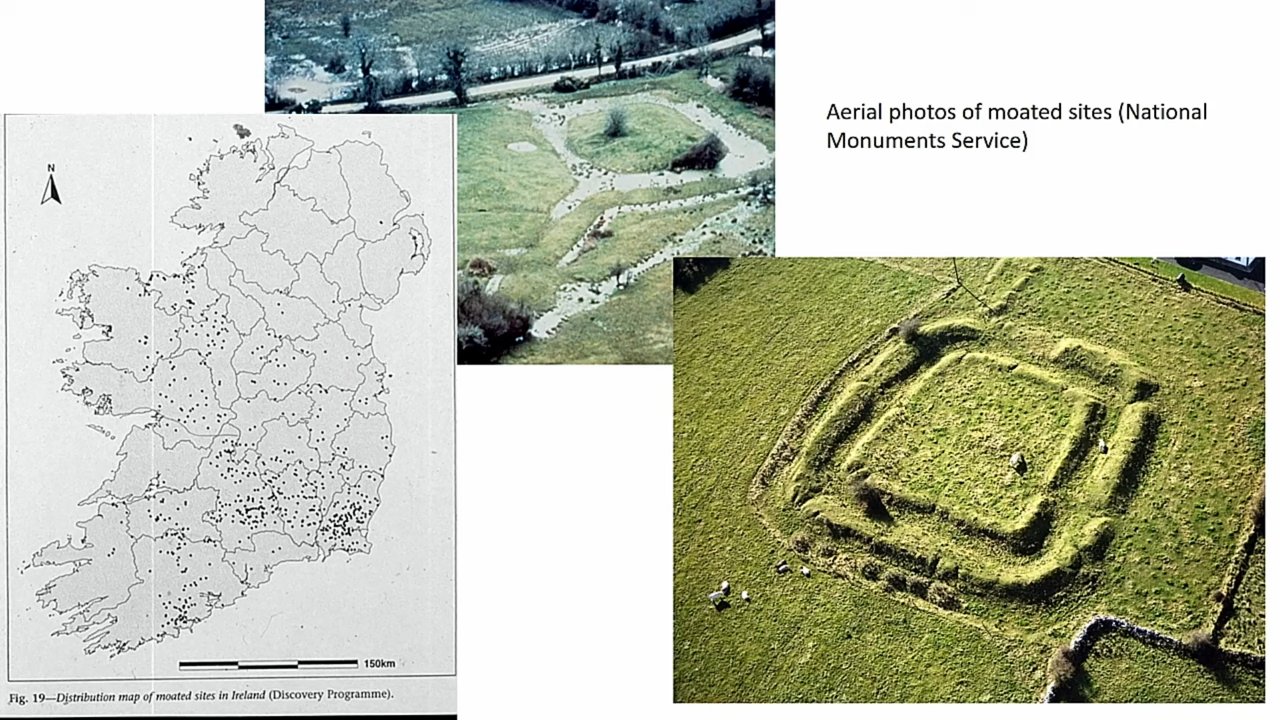 Aerial photos of moated sites (National
Monuments Service)
N
150km
Fig. 19—Distribution map of moated sites in Ireland (Discovery Programme).